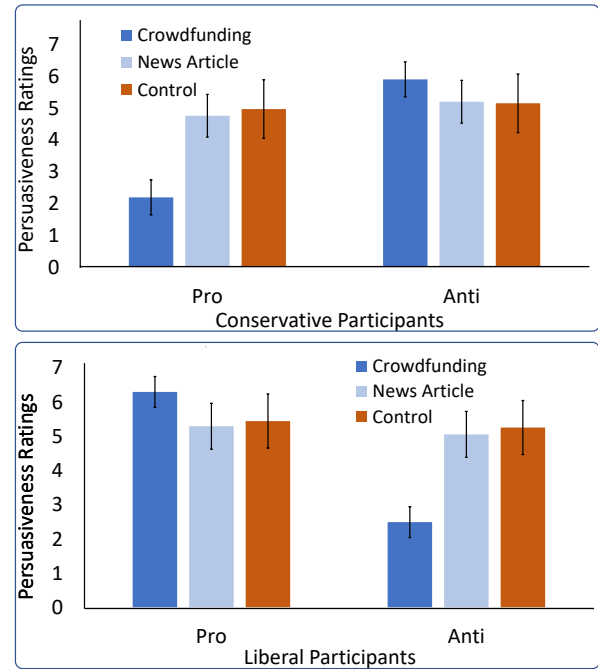 Persuasiveness Ratings
7
6
5
4
3
2
1
0
Crowdfunding
News Article
Control
Pro
Anti
Conservative Participants
Persuasiveness Ratings
7
6
5
4
3
2
1
0
Crowdfunding
News Article
Control
Pro
Anti
Liberal Participants